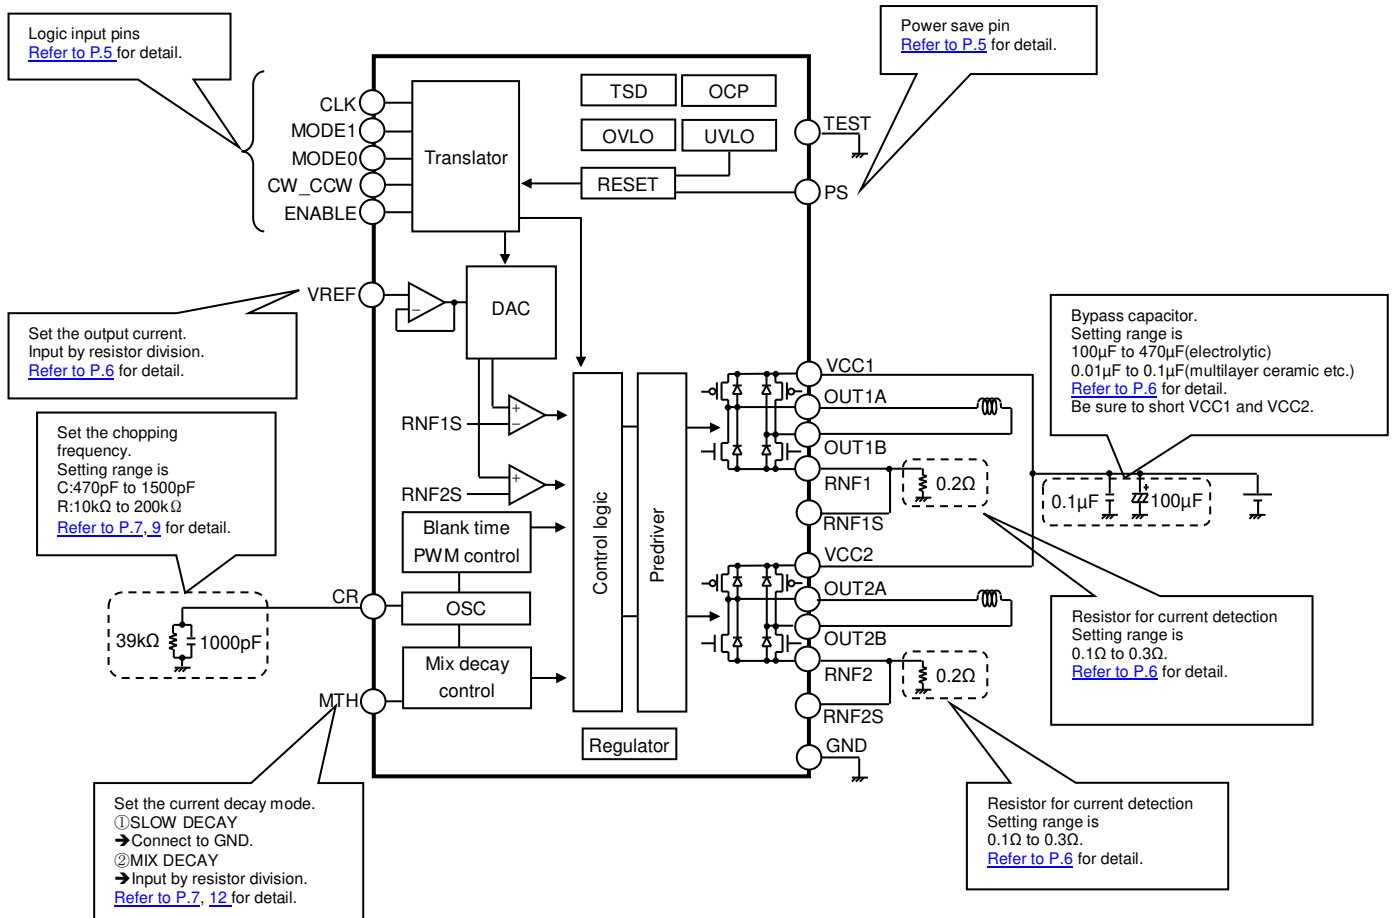 Logic input pins
Refer to P.5 for detail.
Power save pin
Refer to P.5 for detail.
CLK
MODE1
MODE0
CW_CCW
ENABLE
Translator
TSD
OCP
OVLO
UVLO
RESET
TEST
PS
VREF
DAC
Set the output current.
Input by resistor division.
Refer to P.6 for detail.
Bypass capacitor.
Setting range is
100µF to 470µF(electrolytic)
0.01µF to 0.1µF(multilayer ceramic etc.)
Refer to P.6 for detail.
Be sure to short VCC1 and VCC2.
Set the chopping
frequency.
Setting range is
C:470pF to 1500pF
R:10kΩ to 200kΩ
Refer to P.7, 9 for detail.
RNF1S
+
−
RNF2S
+
−
Blank time
PWM control
OSC
Mix decay
control
Control logic
Predriver
Regulator
VCC1
OUT1A
OUT1B
RNF1
RNF1S
0.2Ω
0.1µF
+
100µF
VCC2
OUT2A
OUT2B
RNF2
RNF2S
0.2Ω
GND
CR
39kΩ
1000pF
MTH
Resistor for current detection
Setting range is
0.1Ω to 0.3Ω.
Refer to P.6 for detail.
Set the current decay mode.
①SLOW DECAY
➔Connect to GND.
②MIX DECAY
➔Input by resistor division.
Refer to P.7, 12 for detail.
Resistor for current detection
Setting range is
0.1Ω to 0.3Ω.
Refer to P.6 for detail.